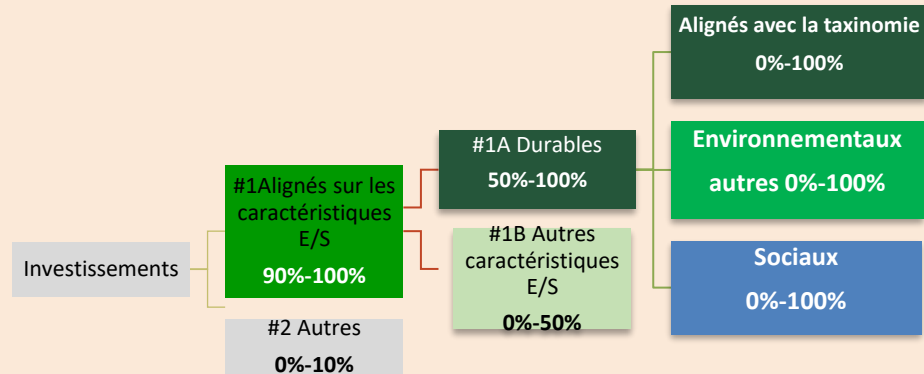 Investissements
#1Alignés sur les
caractéristiques
E/S
90%-100%
#2 Autres
0%-10%
#1A Durables
50%-100%
#1B Autres
caractéristiques
E/S
0%-50%
Alignés avec la taxinomie
0%-100%
Environnementaux
autres 0%-100%
Sociaux
0%-100%